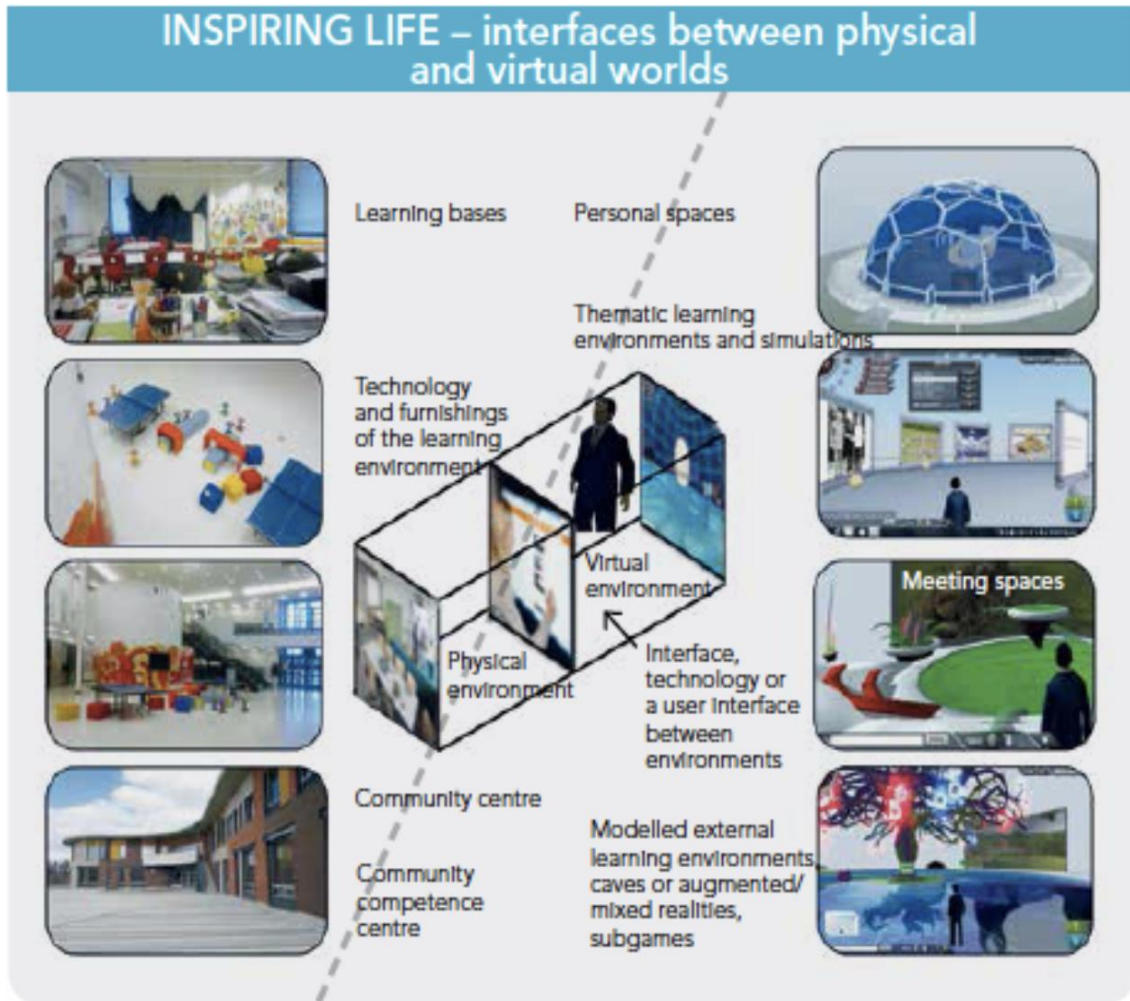 INSPIRING LIFE – interfaces between physical
and virtual worlds
Learning bases
Personal spaces
Thematic learning
environments and simulations
Technology
and furnishings
of the learning
environment
Virtual
environment
Physical
environment
Meeting spaces
Interface,
technology or
a user interface
between
environments
Community centre
Community
competence
centre
Modelled external
learning environments,
caves or augmented/
mixed realities,
subgames